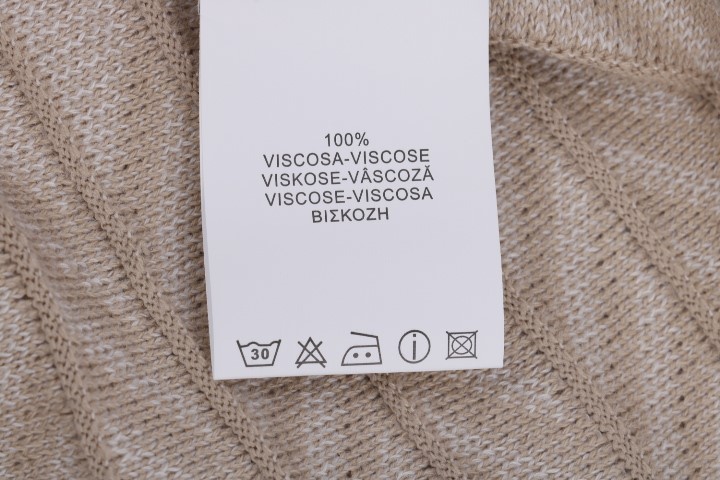 100%
VISCOSA-VISCOSE
VISKOSE-VÂSCOZĂ
VISCOSE-VISCOSA
ΒΙΣΚΟΖΗ
30
i